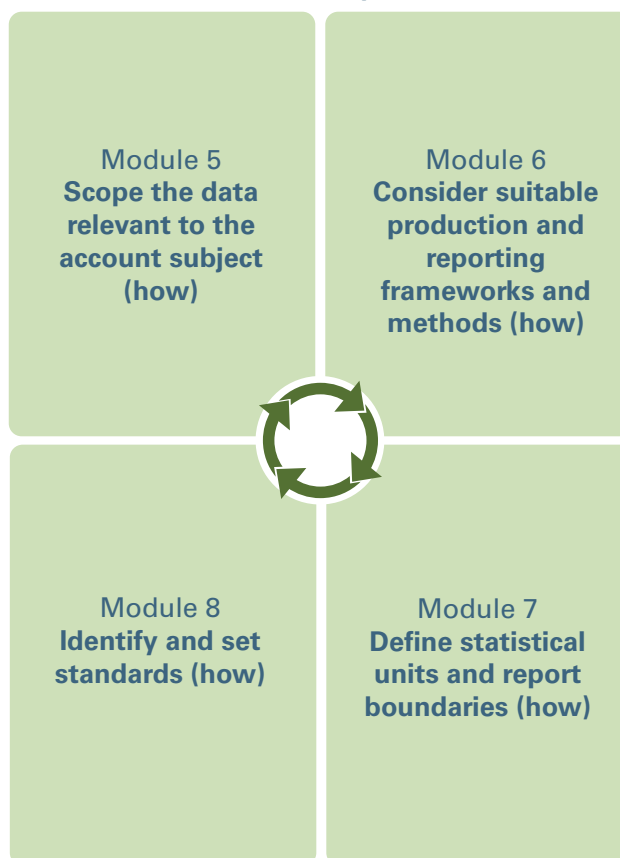 Module 5
Scope the data
relevant to the
account subject
(how)
Module 6
Consider suitable
production and
reporting
frameworks and
methods (how)
Module 8
Identify and set
standards (how)
Module 7
Define statistical
units and report
boundaries (how)